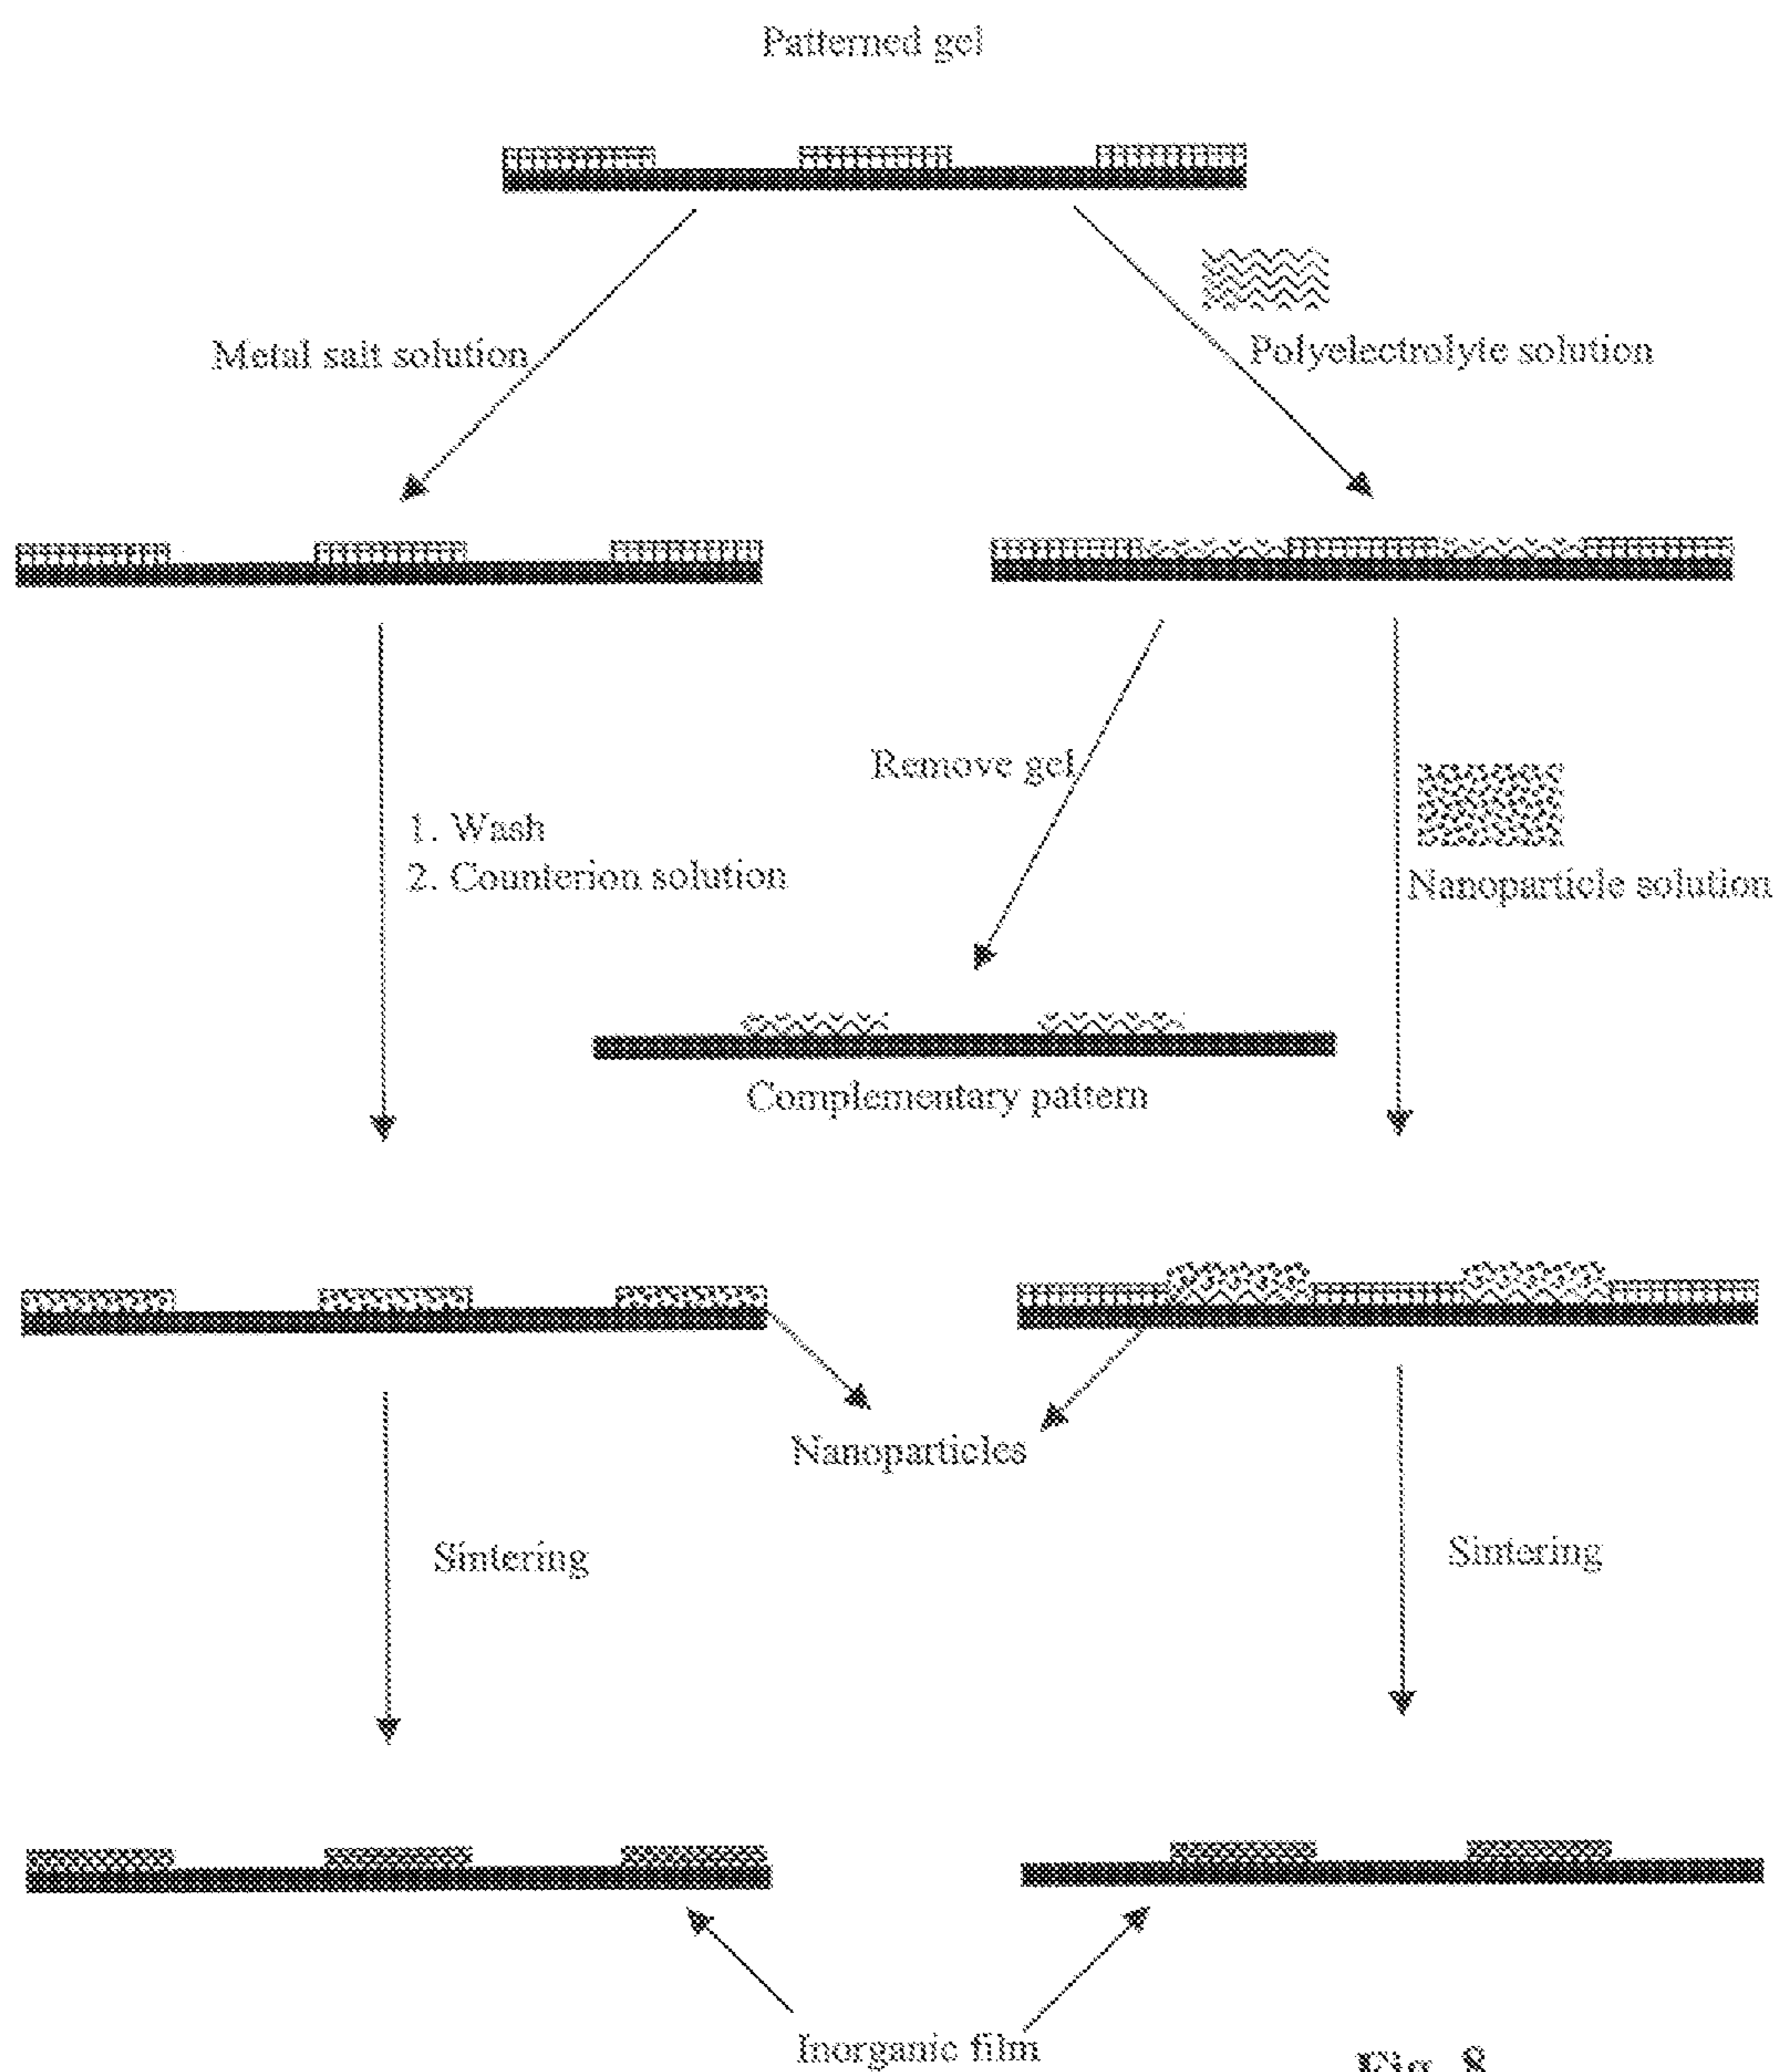 Patterned gel
Metal salt solution
Polyelectrolyte solution
Remove gel
1. Wash
2. Counterion solution
Nanoparticle solution
Complementary pattern
Nanoparticles
Sintering
Sintering
Inorganic film
Fig. 8